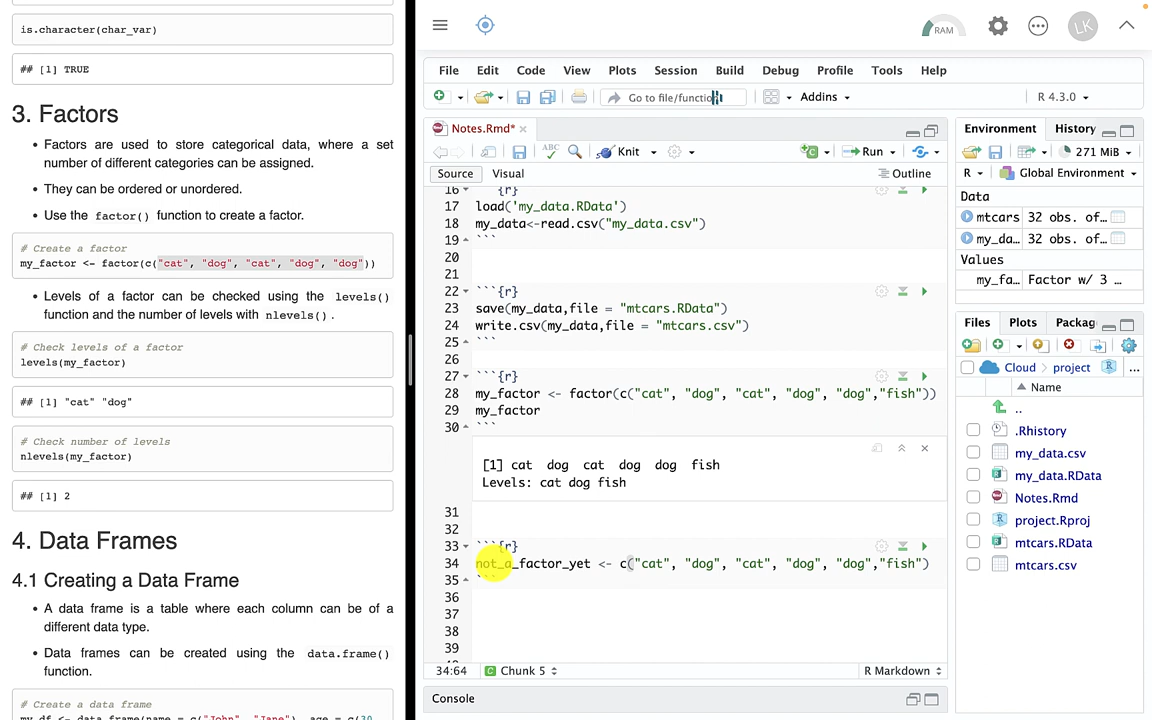 is.character(char_var)
## [1] TRUE
3. Factors
• Factors are used to store categorical data, where a set
number of different categories can be assigned.
• They can be ordered or unordered.
• Use the factor() function to create a factor.
# Create a factor
my_factor <- factor(c("cat", "dog", "cat", "dog", "dog"))
• Levels of a factor can be checked using the levels()
function and the number of levels with nlevels().
# Check levels of a factor
levels(my_factor)
## [1] "cat" "dog"
# Check number of levels
nlevels(my_factor)
## [1] 2
4. Data Frames
4.1 Creating a Data Frame
• A data frame is a table where each column can be of a
different data type.
• Data frames can be created using the data.frame()
function.
# Create a data frame
my_df <- data.frame(name = c("John", "Jane"), age = c(30,
RAM
LK
File Edit Code View Plots Session Build Debug Profile Tools Help
Go to file/function
Addins
R 4.3.0
Notes.Rmd*
ABC
Knit
Run
Source Visual
Outline
16 {r}
17 load('my_data.RData')
18 my_data<-read.csv("my_data.csv")
19 ```
20
21
22 ```{r}
23 save(my_data,file = "mtcars.RData")
24 write.csv(my_data,file = "mtcars.csv")
25 ```
26
27 ```{r}
28 my_factor <- factor(c("cat", "dog", "cat", "dog", "dog","fish"))
29 my_factor
30 ```
[1] cat dog cat dog dog fish
Levels: cat dog fish
31
32
33 ```{r}
34 not_a_factor_yet <- c("cat", "dog", "cat", "dog", "dog","fish")
35 ```
36
37
38
39
34:64 C Chunk 5
R Markdown
Console
Environment History
271 MiB
R Global Environment
Data
mtcars 32 obs. of…
my_da… 32 obs. of…
Values
my_fa… Factor w/ 3 …
Files Plots Packag
Cloud project R …
Name
..
.Rhistory
my_data.csv
my_data.RData
Notes.Rmd
project.Rproj
mtcars.RData
mtcars.csv